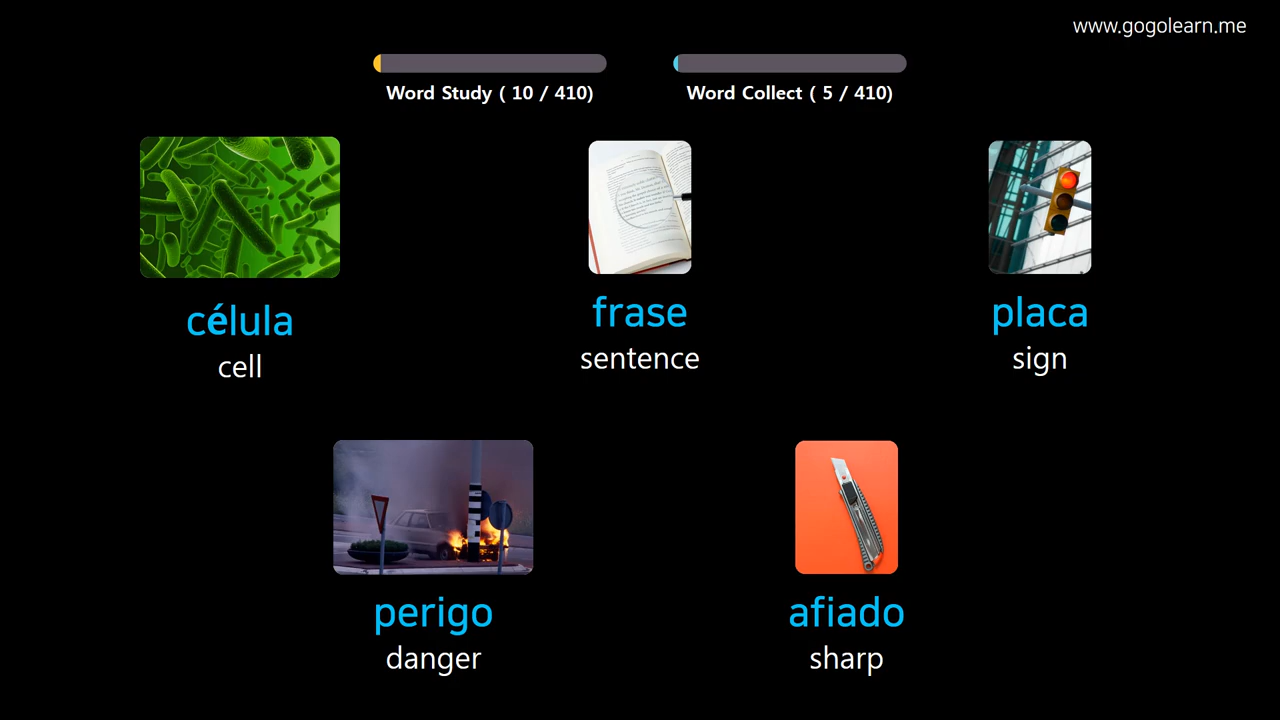 www.gogolearn.me
Word Study ( 10 / 410)
Word Collect ( 5 / 410)
célula
cell
frase
sentence
placa
sign
perigo
danger
afiado
sharp